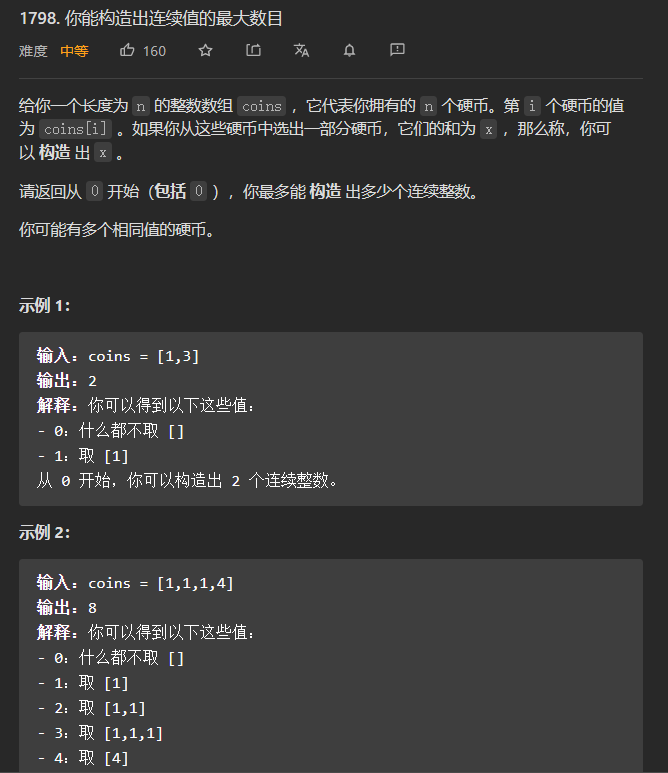 1798. 你能构造出连续值的最大数目
难度 中等 160
给你一个长度为 n 的整数数组 coins ，它代表你拥有的 n 个硬币。第 i 个硬币的值
为 coins[i] 。如果你从这些硬币中选出一部分硬币，它们的和为 x ，那么称，你可
以 构造 出 x 。
请返回从 0 开始（包括 0 ），你最多能 构造 出多少个连续整数。
你可能有多个相同值的硬币。
示例 1：
输入：coins = [1,3]
输出：2
解释：你可以得到以下这些值：
- 0：什么都不取 []
- 1：取 [1]
从 0 开始，你可以构造出 2 个连续整数。
示例 2：
输入：coins = [1,1,1,4]
输出：8
解释：你可以得到以下这些值：
- 0：什么都不取 []
- 1：取 [1]
- 2：取 [1,1]
- 3：取 [1,1,1]
- 4：取 [4]